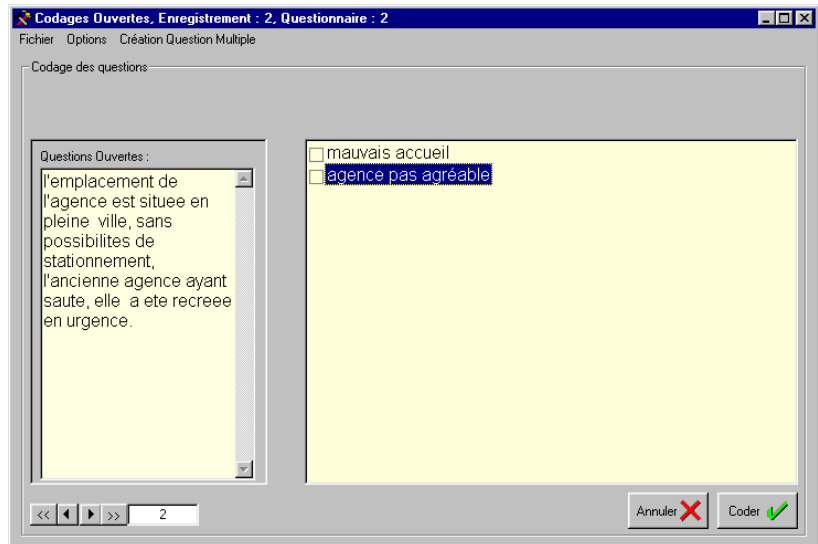 Codages Ouvertes, Enregistrement : 2, Questionnaire : 2
Fichier Options Création Question Multiple
Codage des questions
Questions Ouvertes :
l'emplacement de
l'agence est situee en
pleine ville, sans
possibilites de
stationnement,
l'ancienne agence ayant
saute, elle a ete recreee
en urgence.
mauvais accueil
agence pas agréable
<< >> 2
Annuler
Coder